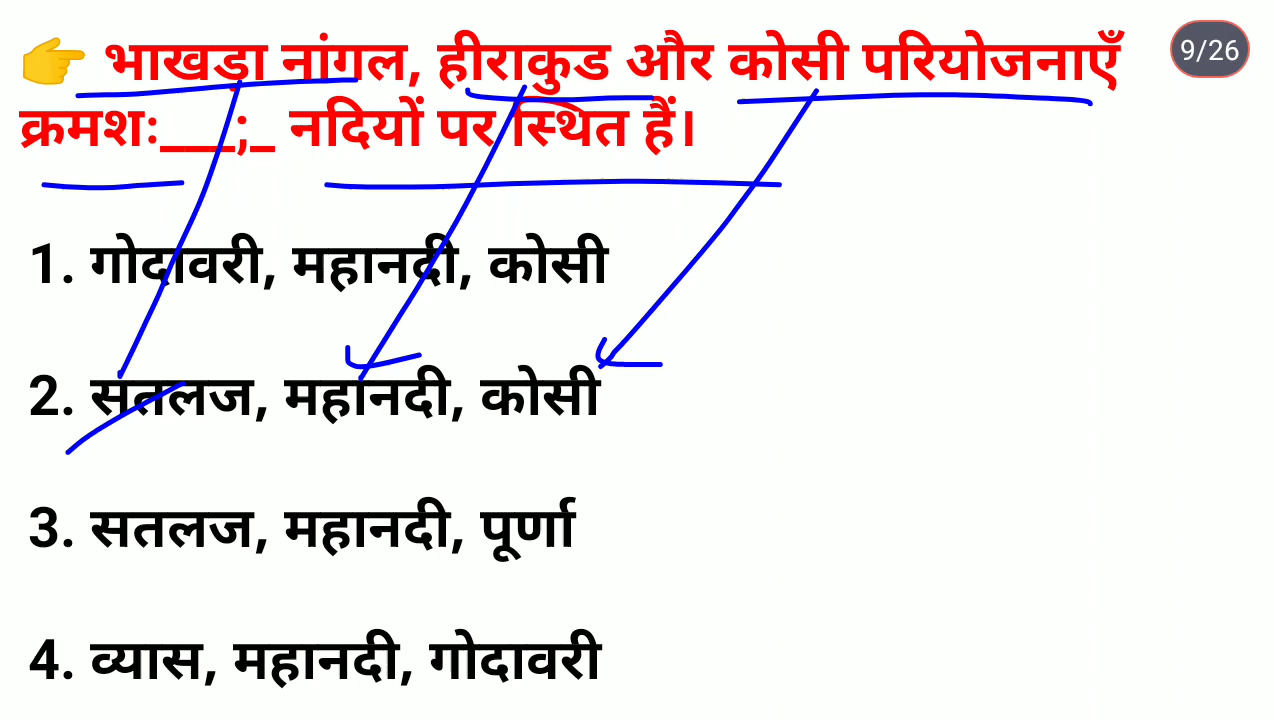 👉 भाखड़ा नांगल, हीराकुड और कोसी परियोजनाएँ
9/26
क्रमशः___;_ नदियों पर स्थित हैं।
1. गोदावरी, महानदी, कोसी
2. सतलज, महानदी, कोसी
3. सतलज, महानदी, पूर्णा
4. व्यास, महानदी, गोदावरी